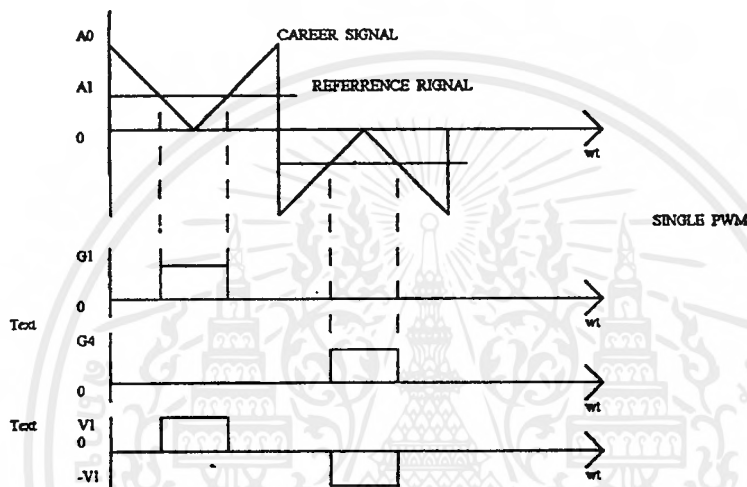 A0
CAREER SIGNAL
A1
REFERRENCE RIGNAL
0
wt
SINGLE PWM
G1
0
wt
Text
G4
0
wt
Text
V1
0
-V1
wt